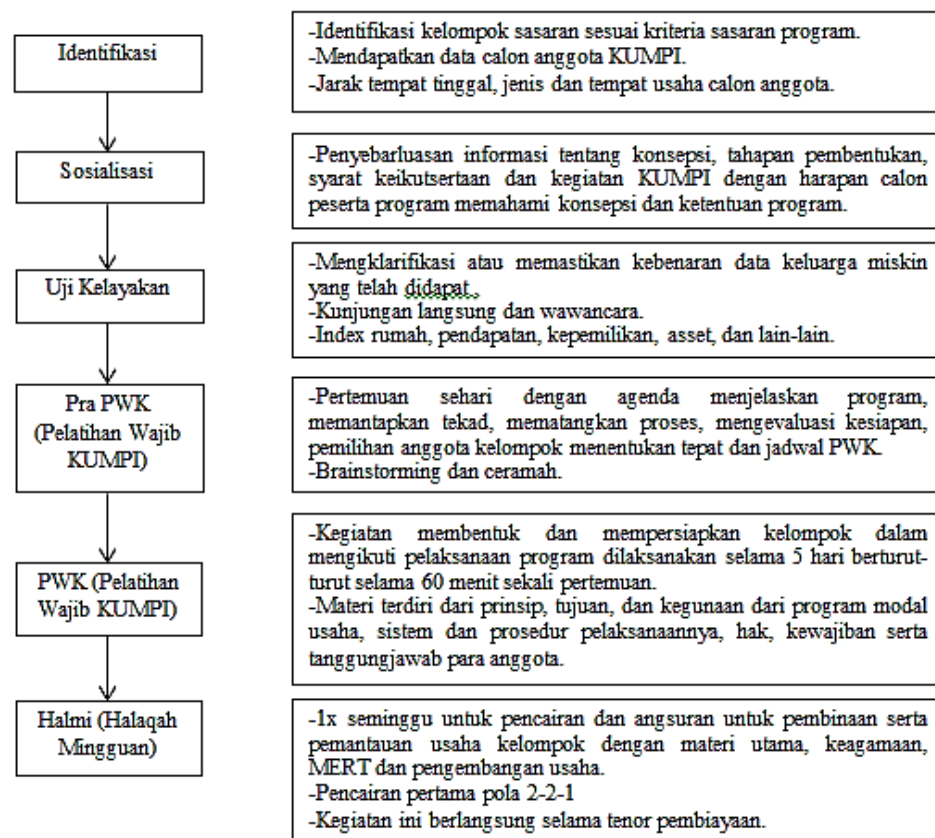 Identifikasi
-Identifikasi kelompok sasaran sesuai kriteria sasaran program.
-Mendapatkan data calon anggota KUMPI.
-Jarak tempat tinggal, jenis dan tempat usaha calon anggota.
Sosialisasi
-Penyebarluasan informasi tentang konsepsi, tahapan pembentukan,
syarat keikutsertaan dan kegiatan KUMPI dengan harapan calon
peserta program memahami konsepsi dan ketentuan program.
Uji Kelayakan
-Mengklarifikasi atau memastikan kebenaran data keluarga miskin
yang telah didapat .
-Kunjungan langsung dan wawancara.
-Index rumah, pendapatan, kepemilikan, asset, dan lain-lain.
Pra PWK
(Pelatihan Wajib
KUMPI)
-Pertemuan sehari dengan agenda menjelaskan program,
memantapkan tekad, mematangkan proses, mengevaluasi kesiapan,
pemilihan anggota kelompok menentukan tepat dan jadwal PWK.
-Brainstorming dan ceramah.
PWK (Pelatihan
Wajib KUMPI)
-Kegiatan membentuk dan mempersiapkan kelompok dalam
mengikuti pelaksanaan program dilaksanakan selama 5 hari berturut-
turut selama 60 menit sekali pertemuan.
-Materi terdiri dari prinsip, tujuan, dan kegunaan dari program modal
usaha, sistem dan prosedur pelaksanaannya, hak, kewajiban serta
tanggungjawab para anggota.
Halmi (Halaqah
Mingguan)
-1x seminggu untuk pencairan dan angsuran untuk pembinaan serta
pemantauan usaha kelompok dengan materi utama, keagamaan,
MERT dan pengembangan usaha.
-Pencairan pertama pola 2-2-1
-Kegiatan ini berlangsung selama tenor pembiayaan.